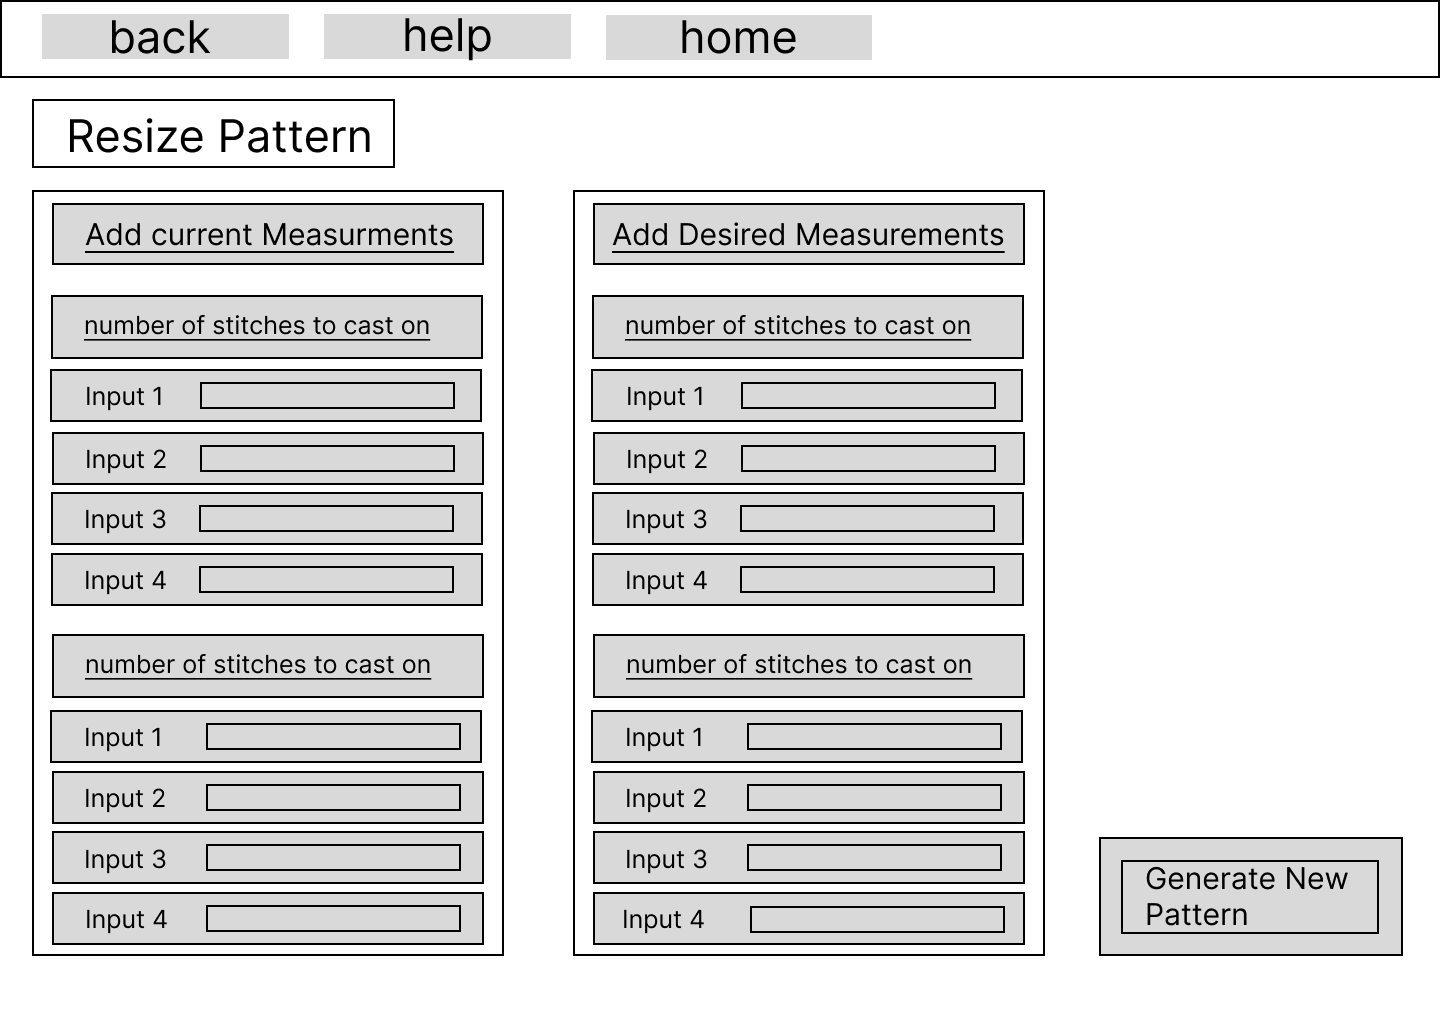 back help home
Resize Pattern
Add current Measurments
number of stitches to cast on
Input 1
Input 2
Input 3
Input 4
number of stitches to cast on
Input 1
Input 2
Input 3
Input 4
Add Desired Measurements
number of stitches to cast on
Input 1
Input 2
Input 3
Input 4
number of stitches to cast on
Input 1
Input 2
Input 3
Input 4
Generate New
Pattern